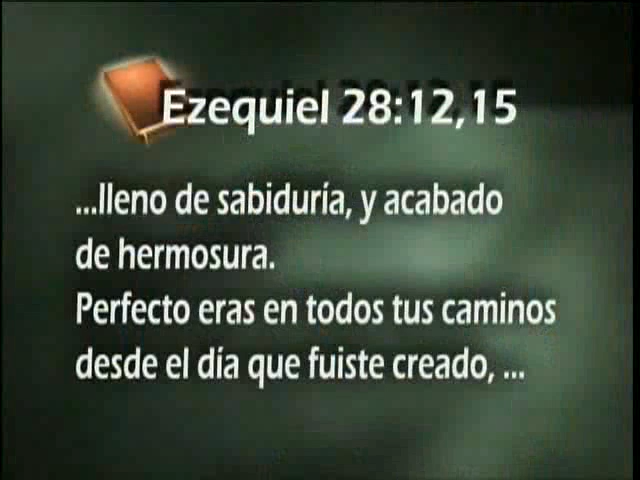 Ezequiel 28:12,15
...lleno de sabiduría, y acabado
de hermosura.
Perfecto eras en todos tus caminos
desde el día que fuiste creado, ...